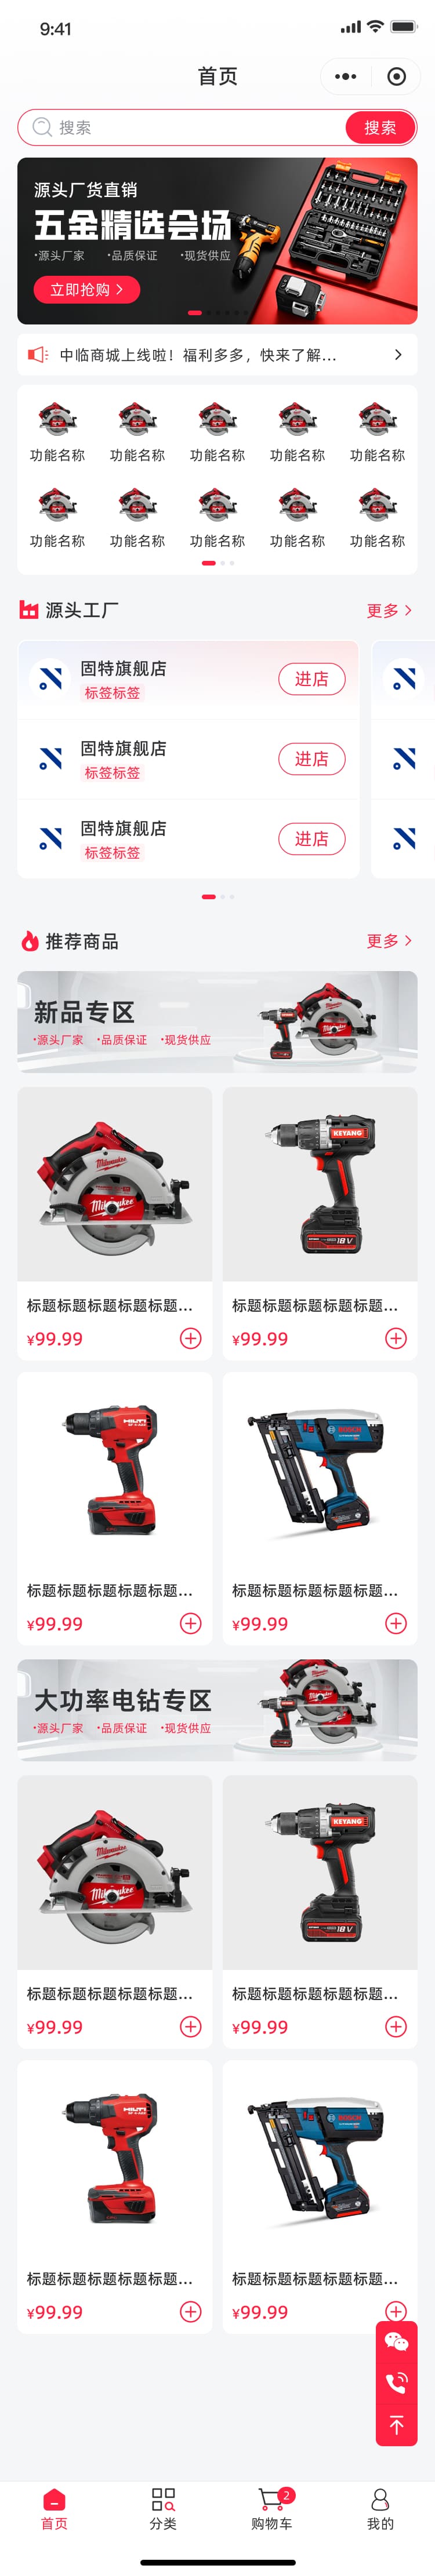 9:41
首页
搜索
搜索
源头厂货直销
五金精选会场
·源头厂家 ·品质保证 ·现货供应
立即抢购
中临商城上线啦！福利多多，快来了解...
功能名称 功能名称 功能名称 功能名称 功能名称
功能名称 功能名称 功能名称 功能名称 功能名称
源头工厂
更多
固特旗舰店
标签标签
进店
固特旗舰店
标签标签
进店
固特旗舰店
标签标签
进店
推荐商品
更多
新品专区
·源头厂家 ·品质保证 ·现货供应
Milwaukee
Milwaukee
KEYANG
18V
标题标题标题标题标题...
¥99.99
标题标题标题标题标题...
¥99.99
HILTI
BOSCH
标题标题标题标题标题...
¥99.99
标题标题标题标题标题...
¥99.99
大功率电钻专区
·源头厂家 ·品质保证 ·现货供应
Milwaukee
Milwaukee
KEYANG
18V
标题标题标题标题标题...
¥99.99
标题标题标题标题标题...
¥99.99
HILTI
BOSCH
标题标题标题标题标题...
¥99.99
标题标题标题标题标题...
¥99.99
2
首页 分类 购物车 我的